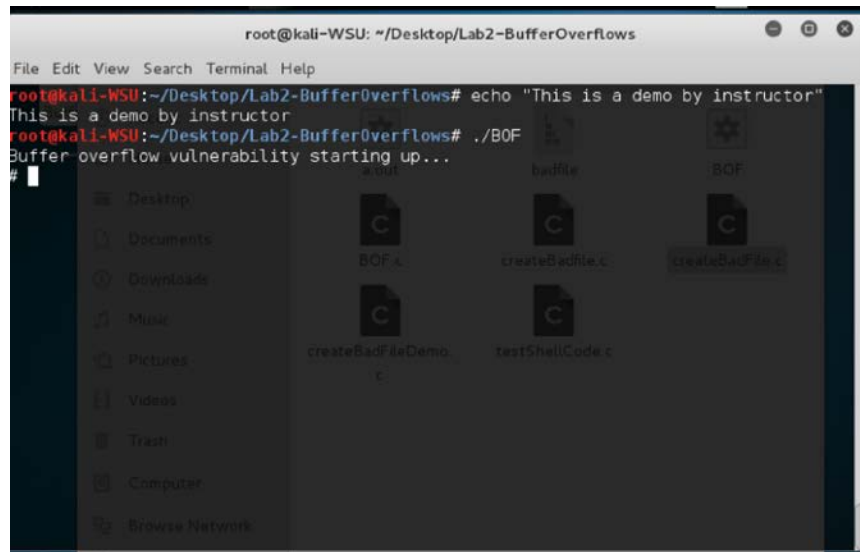 root@kali-WSU: ~/Desktop/Lab2-BufferOverflows
File Edit View Search Terminal Help
root@kali-WSU:~/Desktop/Lab2-BufferOverflows# echo "This is a demo by instructor"
This is a demo by instructor
root@kali-WSU:~/Desktop/Lab2-BufferOverflows# ./BOF
Buffer overflow vulnerability starting up...
#
a.out badfile BOF
Desktop
Documents
BOF.c createBadfile.c createBadFile.c
Downloads
Music
Pictures
createBadFileDemo.c testShellCode.c
Videos
Trash
Computer
Browse Network